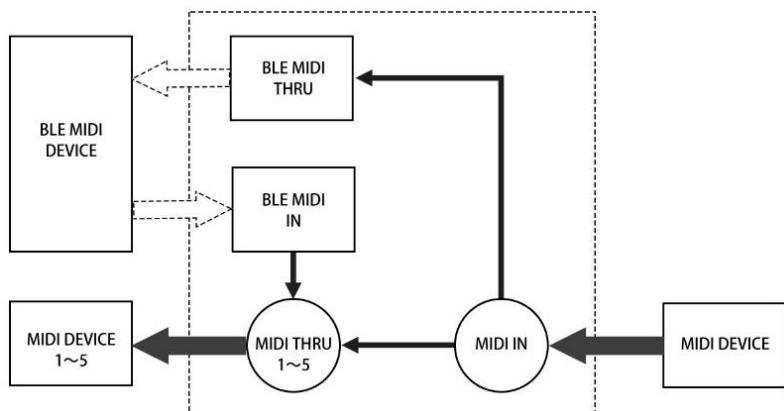 BLE MIDI
THRU
BLE MIDI
DEVICE
BLE MIDI
IN
MIDI DEVICE
1～5
MIDI THRU
1～5
MIDI IN
MIDI DEVICE